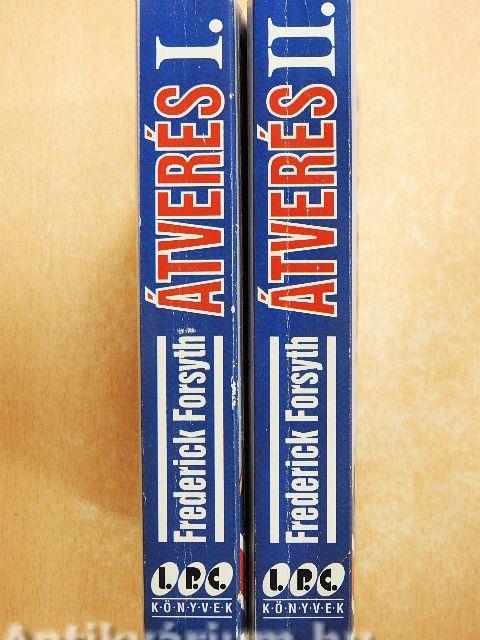 Frederick Forsyth
ÁTVERÉS I.
I.P.C.
KÖNYVEK
Frederick Forsyth
ÁTVERÉS II.
I.P.C.
KÖNYVEK